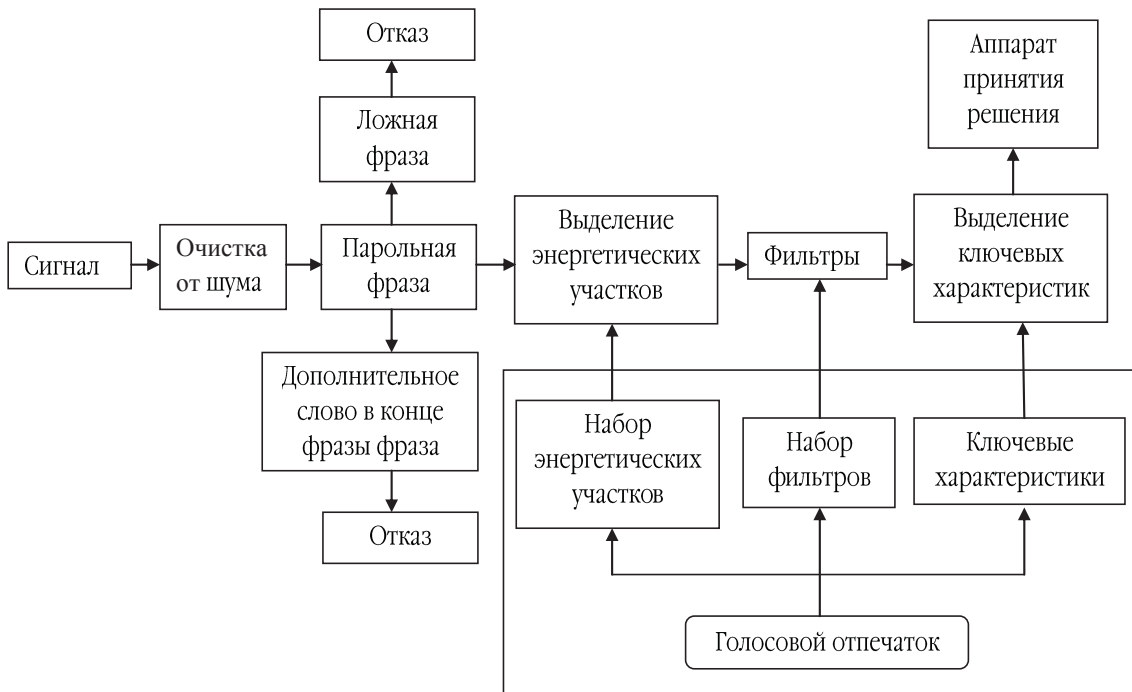 Отказ
Ложная
фраза
Сигнал
Очистка
от шума
Парольная
фраза
Дополнительное
слово в конце
фразы фраза
Отказ
Выделение
энергетических
участков
Фильтры
Выделение
ключевых
характеристик
Аппарат
принятия
решения
Набор
энергетических
участков
Набор
фильтров
Ключевые
характеристики
Голосовой отпечаток